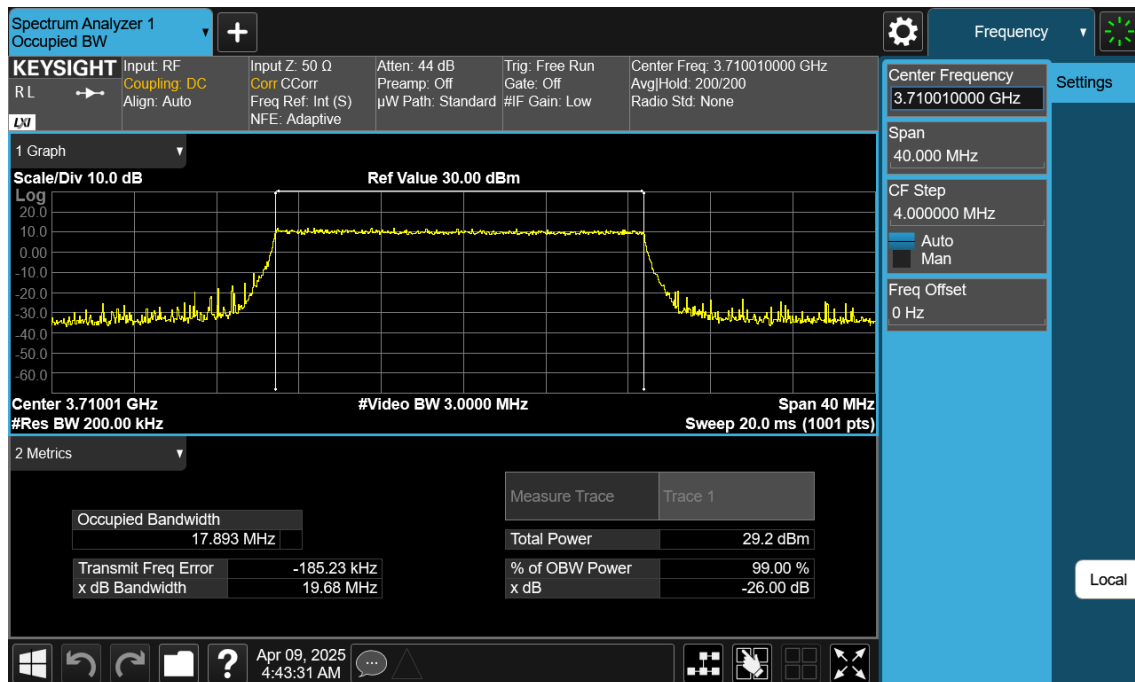 Spectrum Analyzer 1
Occupied BW
+
Frequency
KEYSIGHT
R L
LXI
Input: RF
Coupling: DC
Align: Auto
Input Z: 50 Ω
Corr CCorr
Freq Ref: Int (S)
NFE: Adaptive
Atten: 44 dB
Preamp: Off
µW Path: Standard
Trig: Free Run
Gate: Off
#IF Gain: Low
Center Freq: 3.710010000 GHz
Avg|Hold: 200/200
Radio Std: None
Center Frequency
3.710010000 GHz
Settings
Span
40.000 MHz
CF Step
4.000000 MHz
Auto
Man
Freq Offset
0 Hz
Local
1 Graph
Scale/Div 10.0 dB
Ref Value 30.00 dBm
Log
20.0
10.0
0.00
-10.0
-20.0
-30.0
-40.0
-50.0
-60.0
Center 3.71001 GHz
#Video BW 3.0000 MHz
Span 40 MHz
#Res BW 200.00 kHz
Sweep 20.0 ms (1001 pts)
2 Metrics
Measure Trace Trace 1
Occupied Bandwidth
17.893 MHz
Total Power 29.2 dBm
Transmit Freq Error -185.23 kHz
% of OBW Power 99.00 %
x dB Bandwidth 19.68 MHz
x dB -26.00 dB
?
Apr 09, 2025
4:43:31 AM